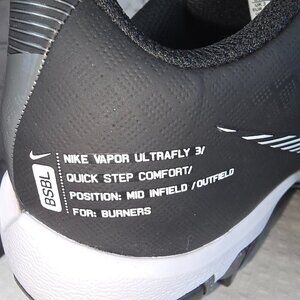 NIKE VAPOR ULTRAFLY 3/
QUICK STEP COMFORT/
POSITION: MID INFIELD /OUTFIELD
FOR: BURNERS
BSBL